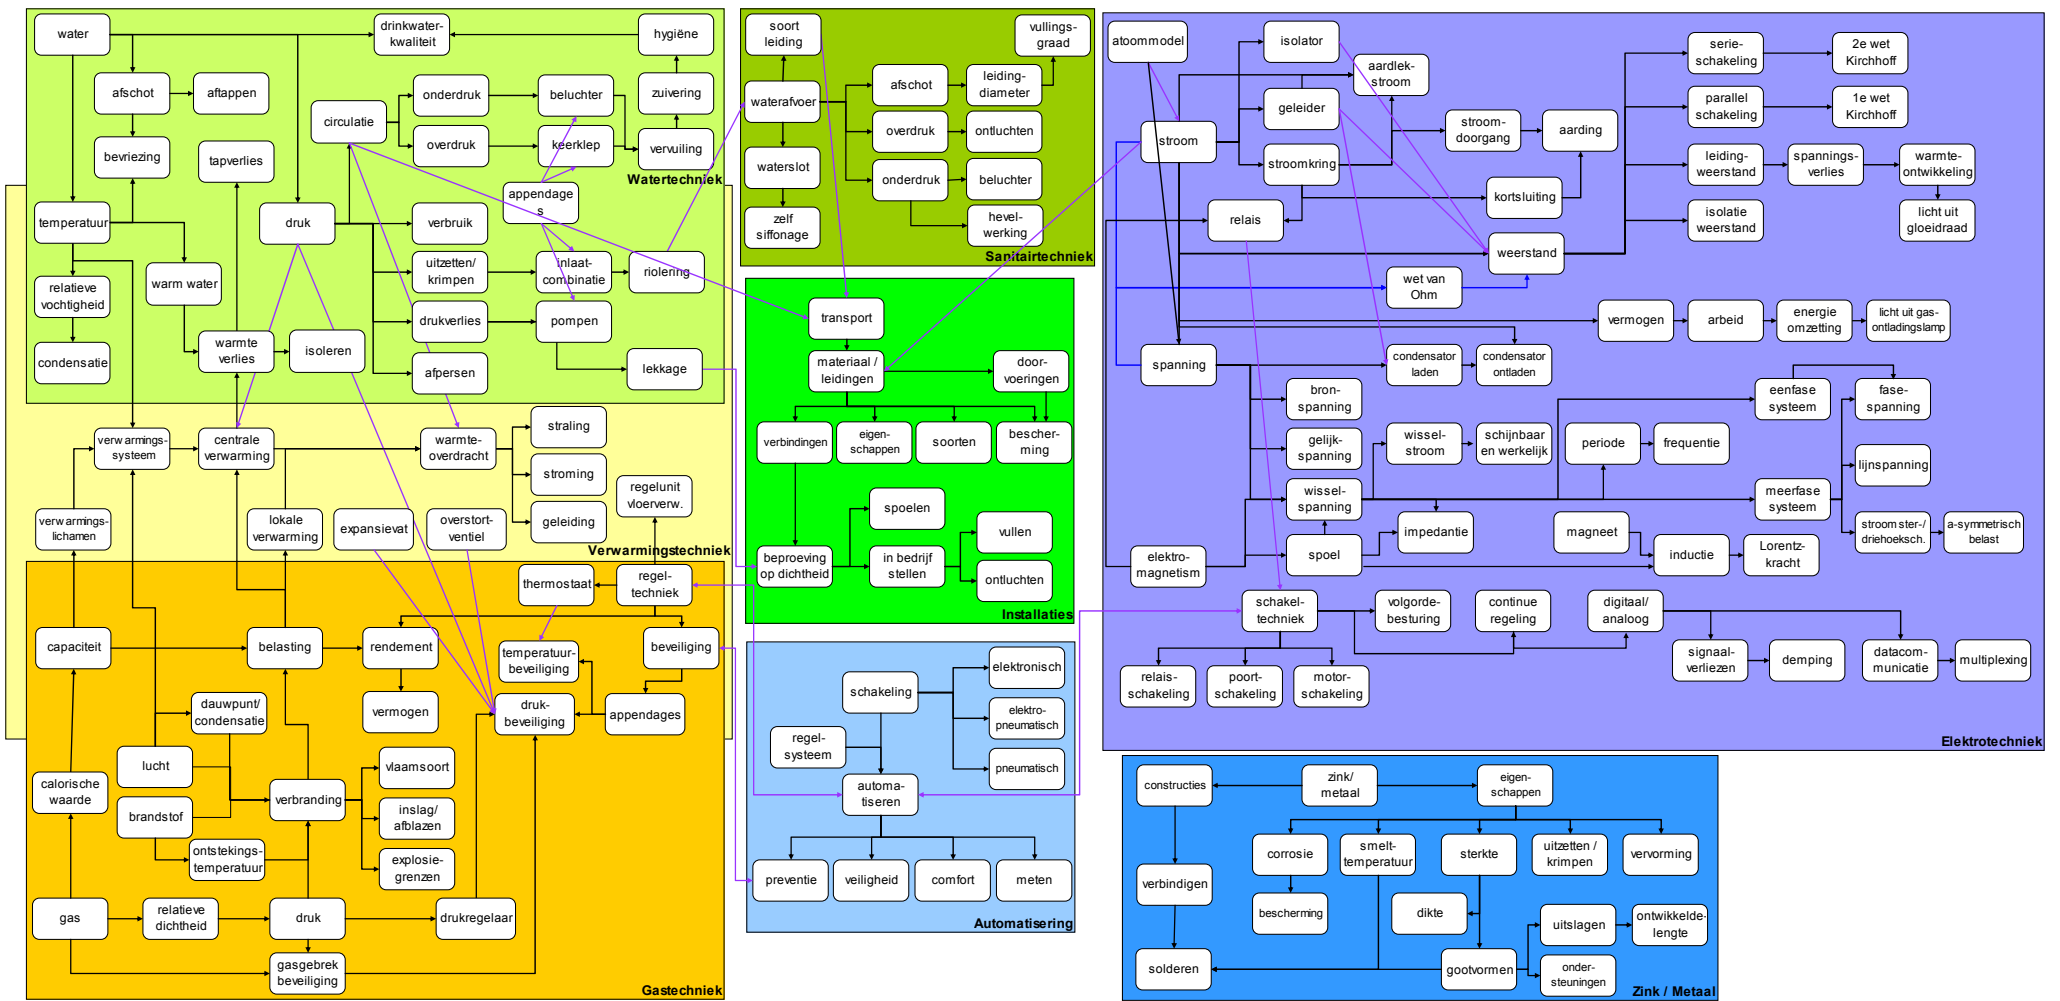 water
drinkwater-
kwaliteit
hygiëne
afschot
aftappen
onderdruk
beluchter
zuivering
circulatie
bevriezing
tapverlies
overdruk
keerklep
vervuiling
Watertechniek
appendage
s
temperatuur
druk
verbruik
relatieve
vochtigheid
warm water
uitzetten/
krimpen
inlaat-
combinatie
riolering
condensatie
warmte
verlies
isoleren
drukverlies
pompen
afpersen
lekkage
verwarmings-
systeem
centrale
verwarming
warmte-
overdracht
straling
stroming
geleiding
regelunit
vloerverw.
verwarmings-
lichamen
lokale
verwarming
expansievat
overstort-
ventiel
Verwarmingstechniek
thermostaat
regel-
techniek
capaciteit
belasting
rendement
temperatuur-
beveiliging
beveiliging
vermogen
druk-
beveiliging
appendages
dauwpunt/
condensatie
lucht
calorische
waarde
brandstof
verbranding
vlaamsoort
inslag/
afblazen
ontstekings-
temperatuur
explosie-
grenzen
gas
relatieve
dichtheid
druk
drukregelaar
gasgebrek
beveiliging
Gastechniek
soort
leiding
vullings-
graad
waterafvoer
afschot
leiding-
diameter
overdruk
ontluchten
waterslot
onderdruk
beluchter
zelf
siffonage
hevel-
werking
Sanitairtechniek
transport
materiaal /
leidingen
door-
voeringen
verbindingen
eigen-
schappen
soorten
bescher-
ming
spoelen
beproeving
op dichtheid
in bedrijf
stellen
vullen
ontluchten
Installaties
schakeling
elektronisch
elektro-
pneumatisch
pneumatisch
regel-
systeem
automa-
tiseren
preventie
veiligheid
comfort
meten
Automatisering
atoommodel
isolator
aardlek-
stroom
serie-
schakeling
2e wet
Kirchhoff
geleider
parallel
schakeling
1e wet
Kirchhoff
stroom
stroom-
doorgang
aarding
stroomkring
leiding-
weerstand
spannings-
verlies
warmte-
ontwikkeling
kortsluiting
relais
isolatie
weerstand
licht uit
gloeidraad
weerstand
wet van
Ohm
vermogen
arbeid
energie
omzetting
licht uit gas-
ontladingslamp
spanning
condensator
laden
condensator
ontladen
bron-
spanning
eenfase
systeem
fase-
spanning
gelijk-
spanning
wissel-
stroom
schijnbaar
en werkelijk
periode
frequentie
lijnspanning
wissel-
spanning
meerfase
systeem
impedantie
magneet
stroom ster-/
driehoeksch.
a-symmetrisch
belast
elektro-
magnetism
spoel
inductie
Lorentz-
kracht
schakel-
techniek
volgorde-
besturing
continue
regeling
digitaal/
analoog
relais-
schakeling
poort-
schakeling
motor-
schakeling
signaal-
verliezen
demping
datacom-
municatie
multiplexing
Elektrotechniek
constructies
zink/
metaal
eigen-
schappen
corrosie
smelt-
temperatuur
sterkte
uitzetten /
krimpen
vervorming
verbindigen
bescherming
dikte
uitslagen
ontwikkelde-
lengte
solderen
gootvormen
onder-
steuningen
Zink / Metaal